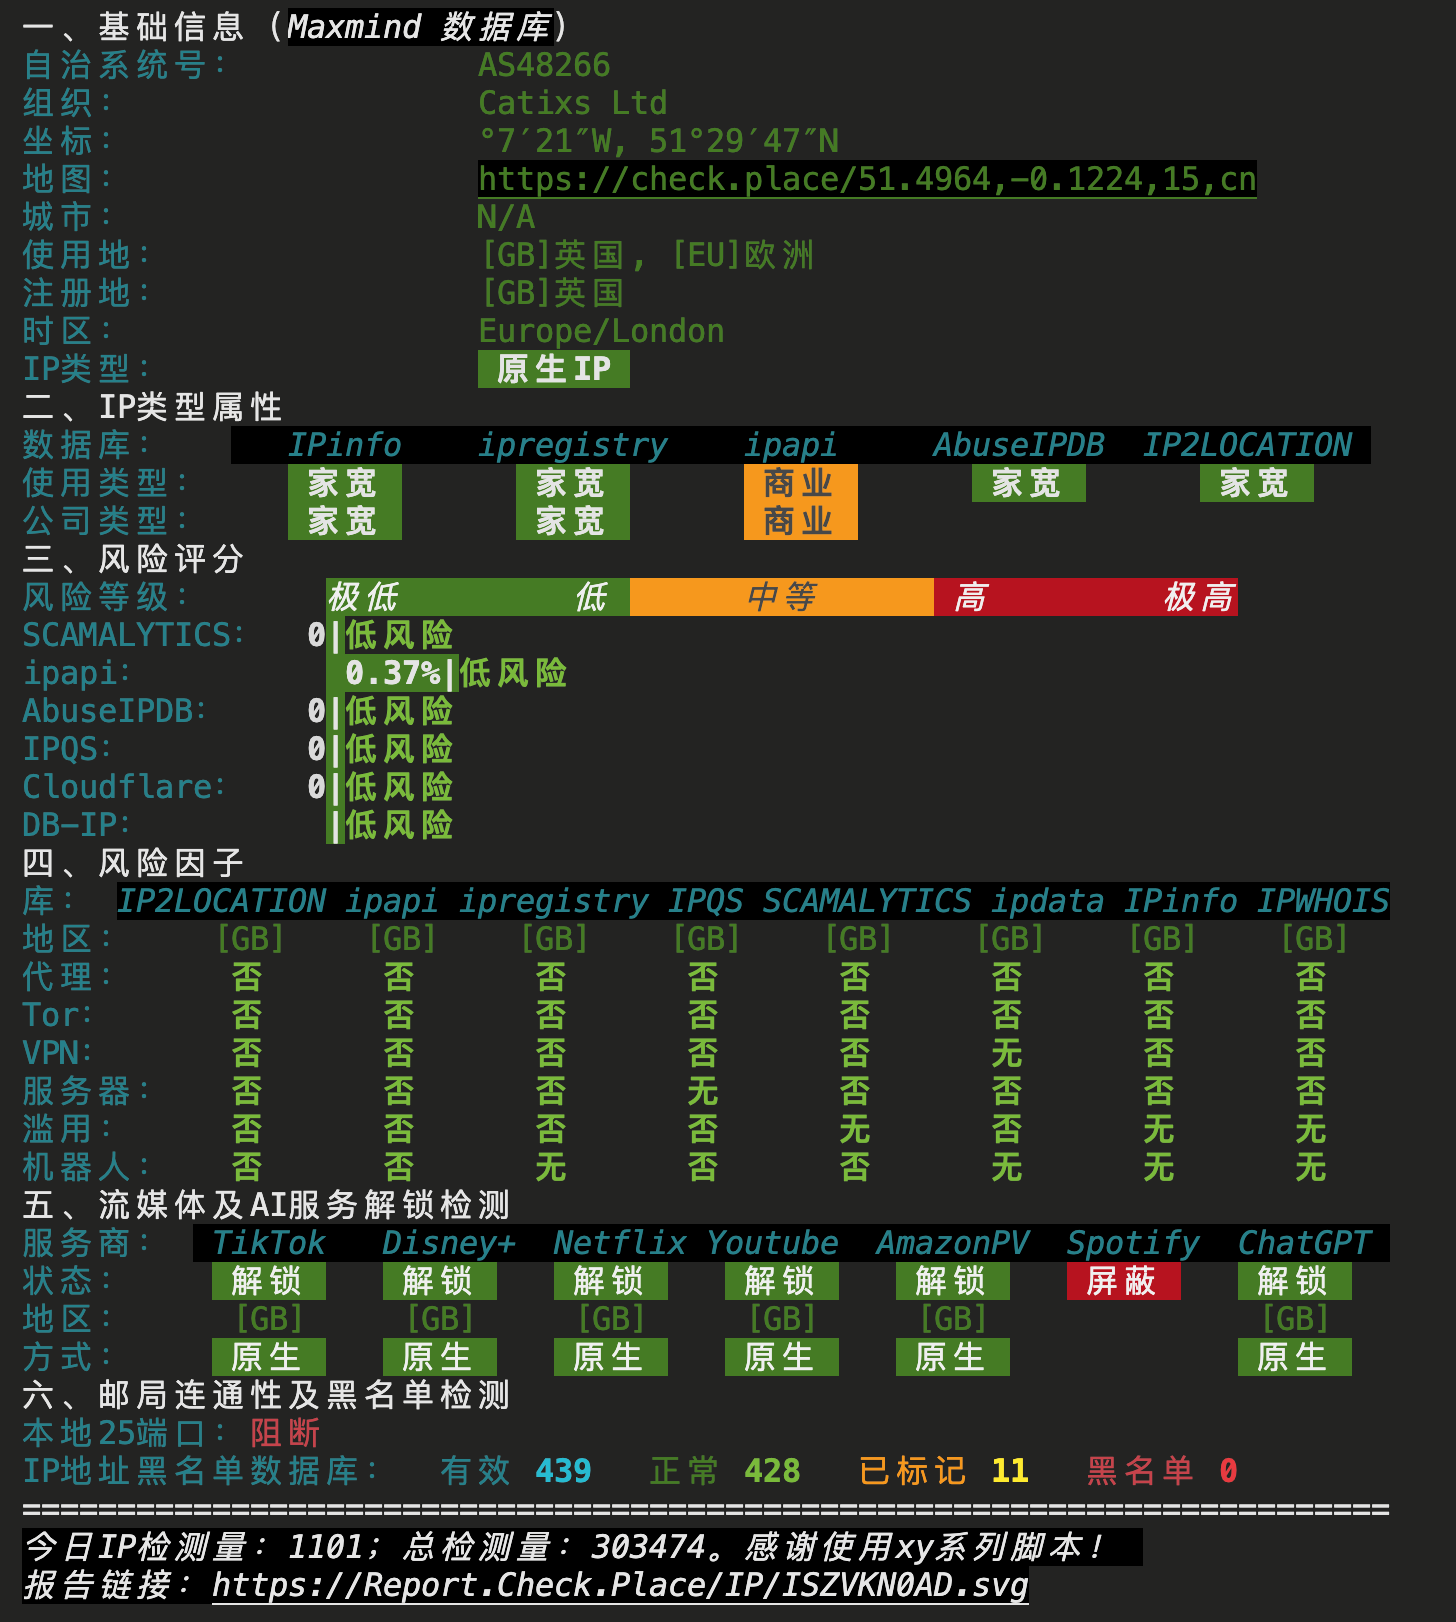 一、基础信息（Maxmind 数据库）
自治系统号： AS48266
组织： Catixs Ltd
坐标： °7′21″W, 51°29′47″N
地图： https://check.place/51.4964,-0.1224,15,cn
城市： N/A
使用地： [GB]英国, [EU]欧洲
注册地： [GB]英国
时区： Europe/London
IP类型： 原生IP
二、IP类型属性
数据库： IPinfo ipregistry ipapi AbuseIPDB IP2LOCATION
使用类型： 家宽 家宽 商业 家宽 家宽
公司类型： 家宽 家宽 商业
三、风险评分
风险等级： 极低 低 中等 高 极高
SCAMALYTICS： 0|低风险
ipapi： 0.37%|低风险
AbuseIPDB： 0|低风险
IPQS： 0|低风险
Cloudflare： 0|低风险
DB-IP： |低风险
四、风险因子
库： IP2LOCATION ipapi ipregistry IPQS SCAMALYTICS ipdata IPinfo IPWHOIS
地区： [GB] [GB] [GB] [GB] [GB] [GB] [GB] [GB]
代理： 否 否 否 否 否 否 否 否
Tor： 否 否 否 否 否 否 否 否
VPN： 否 否 否 否 否 无 否 否
服务器： 否 否 否 无 否 否 否 否
滥用： 否 否 否 否 无 否 无 无
机器人： 否 否 无 否 否 无 无 无
五、流媒体及AI服务解锁检测
服务商： TikTok Disney+ Netflix Youtube AmazonPV Spotify ChatGPT
状态： 解锁 解锁 解锁 解锁 解锁 屏蔽 解锁
地区： [GB] [GB] [GB] [GB] [GB] [GB]
方式： 原生 原生 原生 原生 原生 原生
六、邮局连通性及黑名单检测
本地25端口： 阻断
IP地址黑名单数据库： 有效 439 正常 428 已标记 11 黑名单 0
========================================================================
今日IP检测量：1101；总检测量：303474。感谢使用xy系列脚本！
报告链接：https://Report.Check.Place/IP/ISZVKN0AD.svg